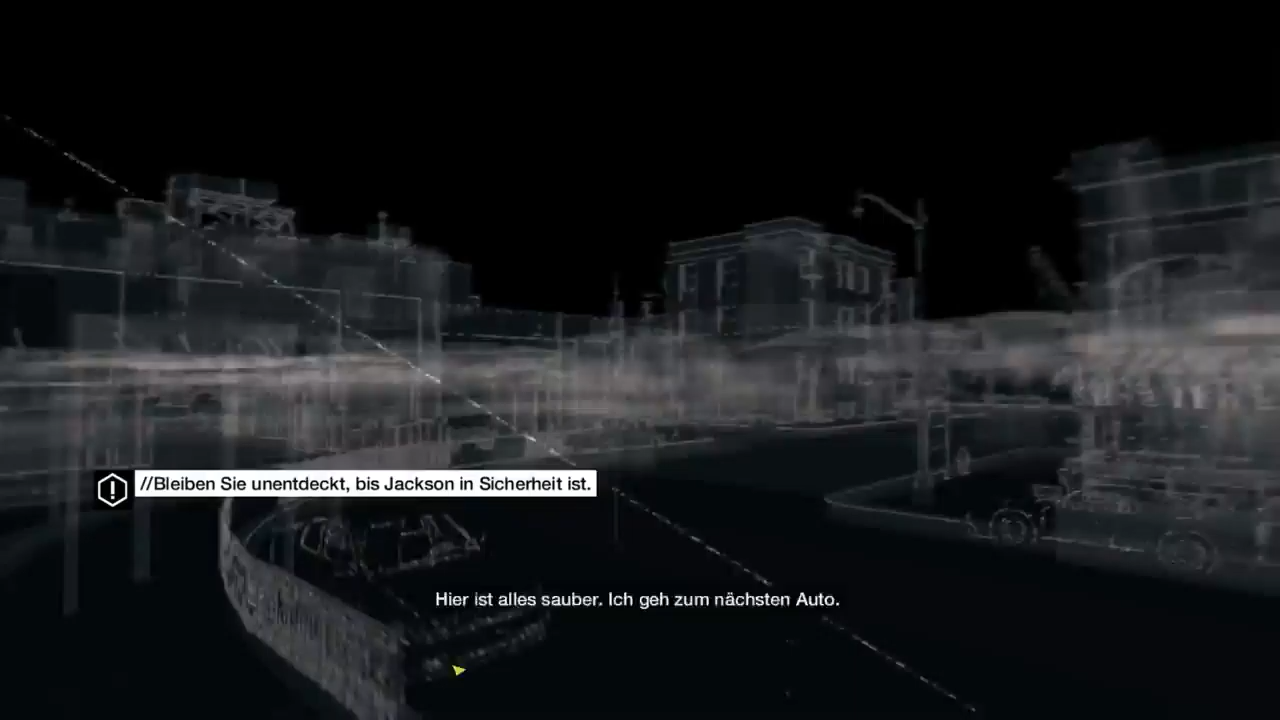 //Bleiben Sie unentdeckt, bis Jackson in Sicherheit ist.
Hier ist alles sauber. Ich geh zum nächsten Auto.